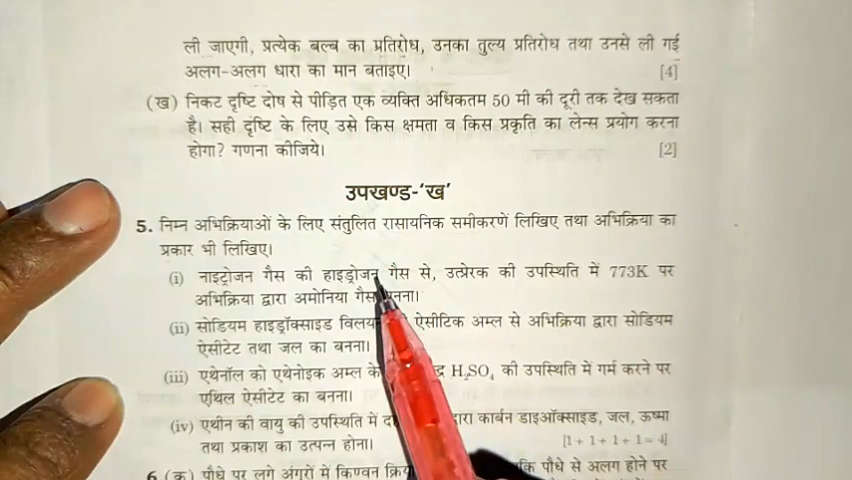 ली जाएगी, प्रत्येक बल्ब का प्रतिरोध, उनका तुल्य प्रतिरोध तथा उनसे ली गई
अलग-अलग धारा का मान बताइए। [4]
(ख) निकट दृष्टि दोष से पीड़ित एक व्यक्ति अधिकतम 50 मी की दूरी तक देख सकता
है। सही दृष्टि के लिए उसे किस क्षमता व किस प्रकृति का लेन्स प्रयोग करना
होगा? गणना कीजिये। [2]
उपखण्ड-‘ख’
5. निम्न अभिक्रियाओं के लिए संतुलित रासायनिक समीकरणें लिखिए तथा अभिक्रिया का
प्रकार भी लिखिए।
(i) नाइट्रोजन गैस की हाइड्रोजन गैस से, उत्प्रेरक की उपस्थिति में 773K पर
अभिक्रिया द्वारा अमोनिया गैस बनना।
(ii) सोडियम हाइड्रॉक्साइड ऐसीटिक अम्ल से अभिक्रिया द्वारा सोडियम
ऐसीटेट तथा जल का बनना।
(iii) एथेनॉल को एथेनोइक अम्ल के H₂SO₄ की उपस्थिति में गर्म करने पर
एथिल ऐसीटेट का बनना।
(iv) एथीन की वायु की उपस्थिति में द्वारा कार्बन डाइऑक्साइड, जल, ऊष्मा
तथा प्रकाश का उत्पन्न होना। [1+1+1+1=4]
6. (क) पौधे पर लगे अंगूरों में किण्वन पौधे से अलग होने पर